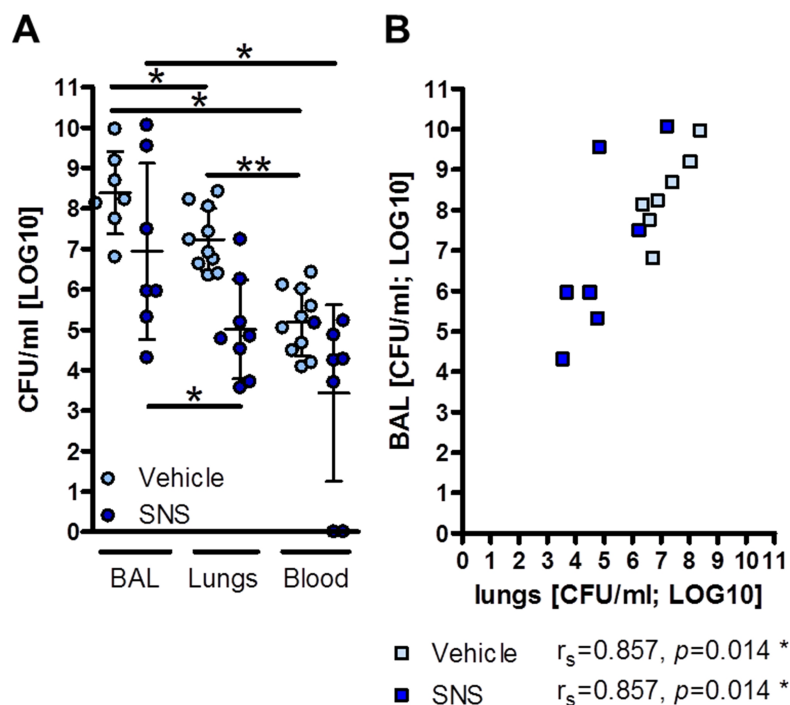 A
*
*
*
**
*
CFU/ml [LOG10]
11
10
9
8
7
6
5
4
3
2
1
0
Vehicle
SNS
BAL Lungs Blood
B
BAL [CFU/ml; LOG10]
11
10
9
8
7
6
5
4
3
2
1
0
0 1 2 3 4 5 6 7 8 9 10 11
lungs [CFU/ml; LOG10]
Vehicle rs=0.857, p=0.014 *
SNS rs=0.857, p=0.014 *